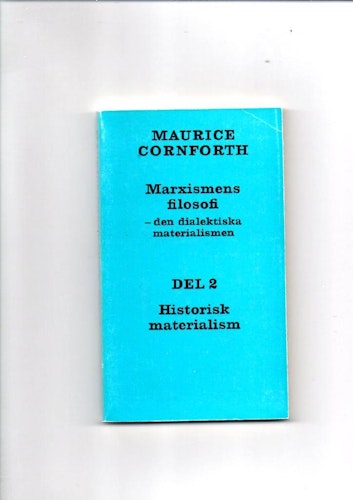 MAURICE
CORNFORTH
Marxismens
filosofi
– den dialektiska
materialismen
DEL 2
Historisk
materialism